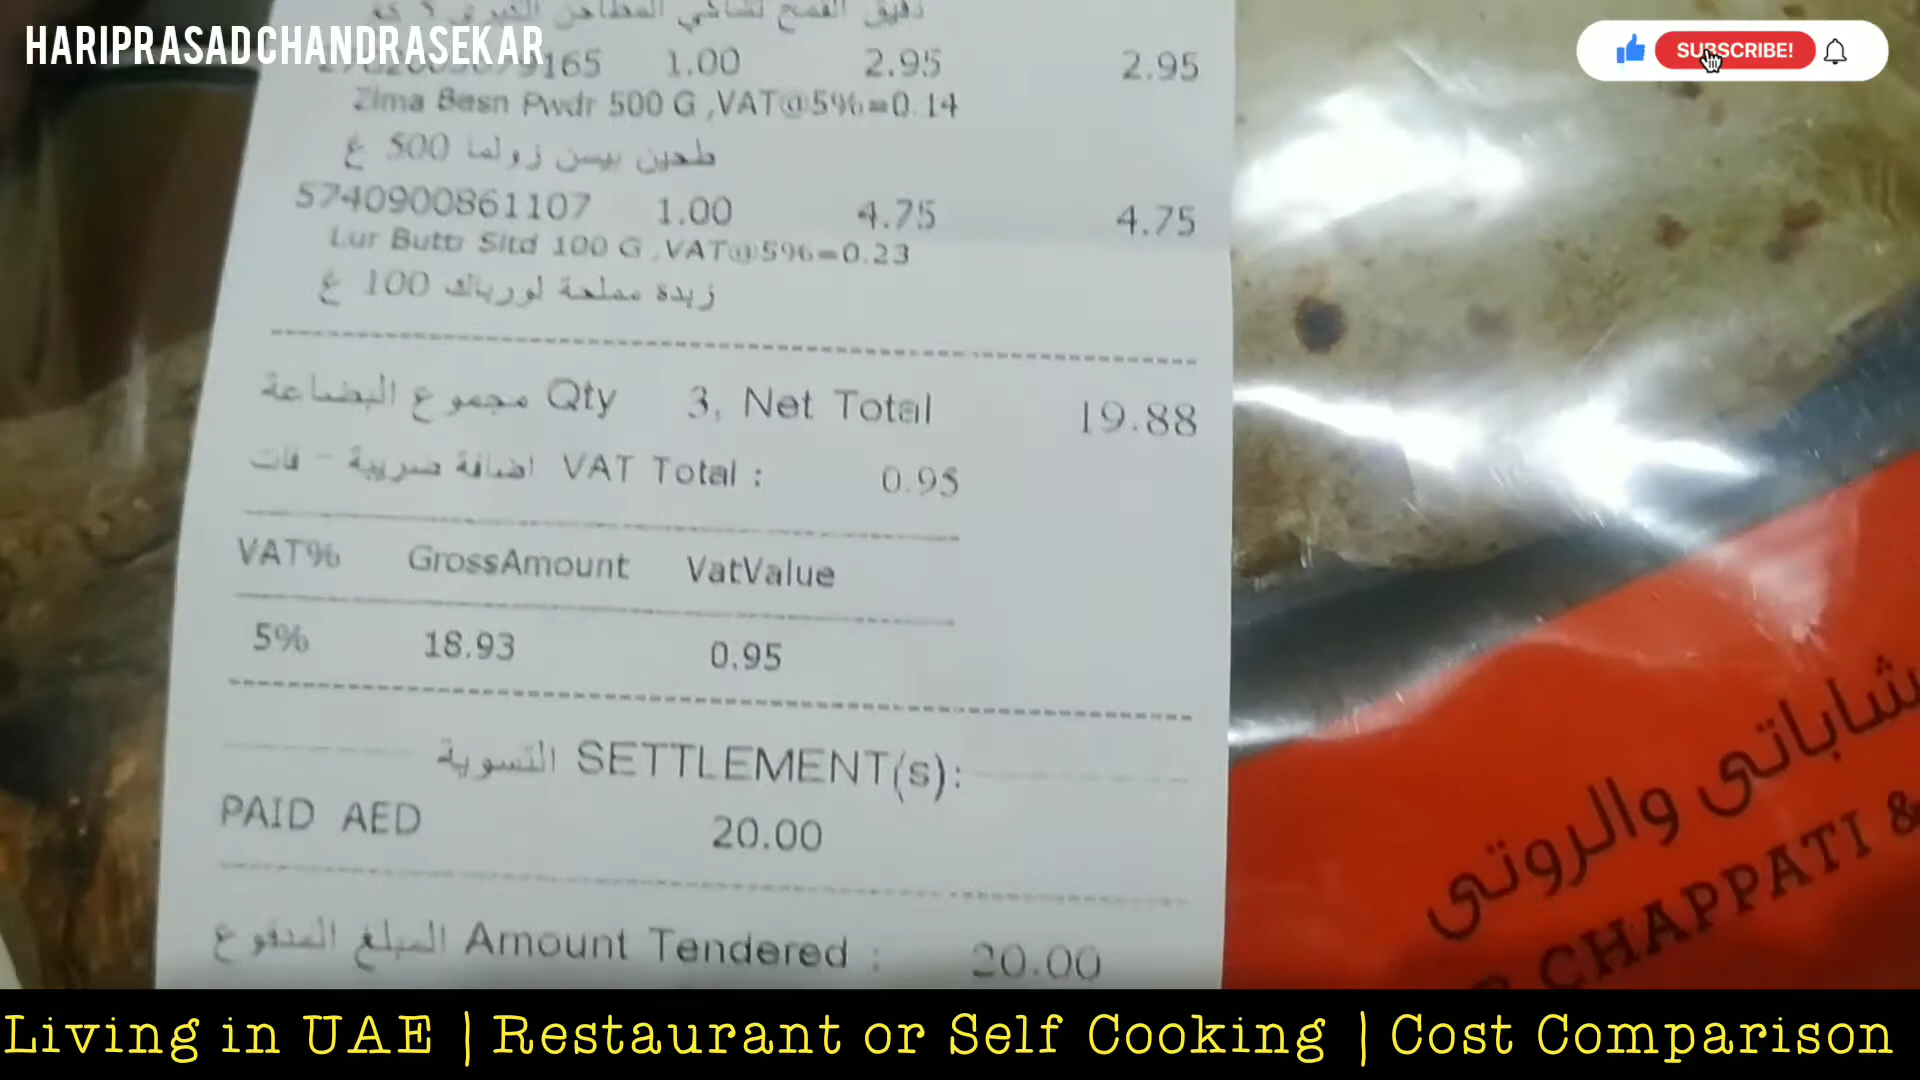 HARIPRASAD CHANDRASEKAR
SUBSCRIBE!
165 1.00 2.95 2.95
Zima Besn Pwdr 500 G ,VAT@5%=0.14
طحين بيسن زولما 500 غ
5740900861107 1.00 4.75 4.75
Lur Buttr Sltd 100 G ,VAT@5%=0.23
زبدة مملحة لورباك 100 غ
مجموع البضاعة Qty 3, Net Total 19.88
اضافة ضريبة - فات VAT Total : 0.95
VAT% GrossAmount VatValue
5% 18.93 0.95
التسوية SETTLEMENT(s):
PAID AED 20.00
المبلغ المدفوع Amount Tendered : 20.00
شاباتي والروتي
CHAPPATI &
Living in UAE | Restaurant or Self Cooking | Cost Comparison